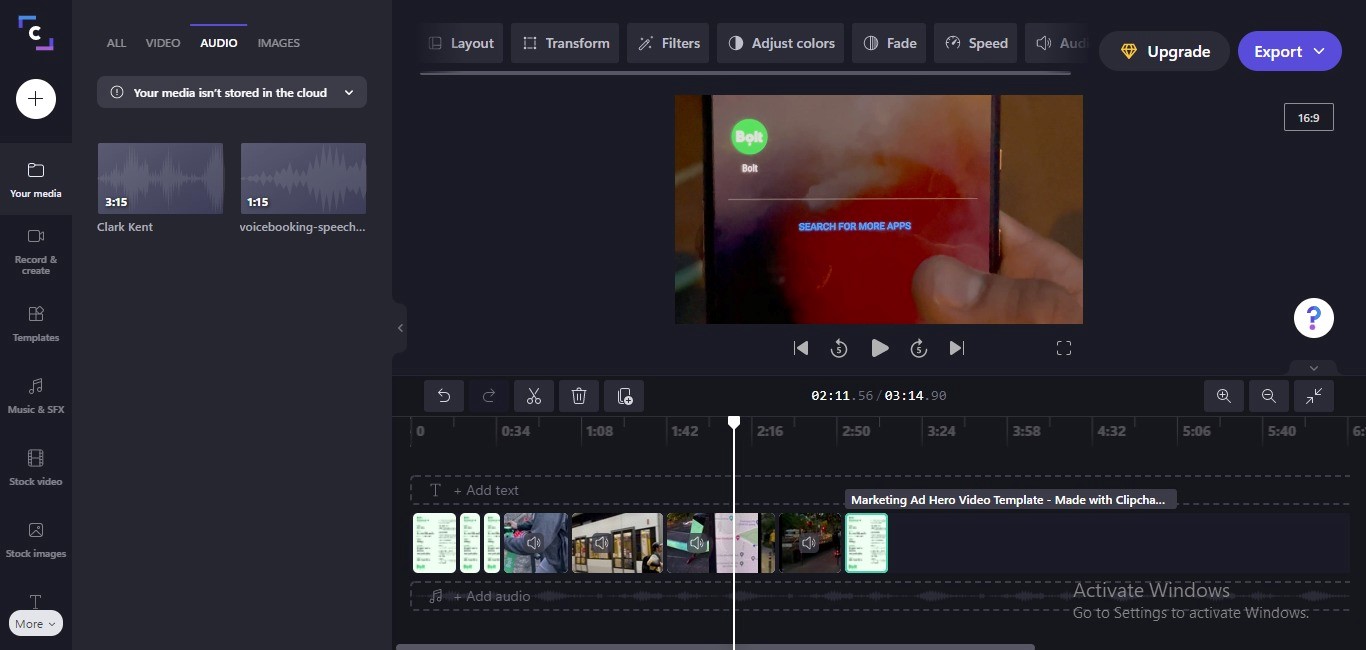 C
ALL VIDEO AUDIO IMAGES
Layout Transform Filters Adjust colors Fade Speed Audi
Upgrade Export
Your media isn't stored in the cloud
16:9
Bolt
Bolt
SEARCH FOR MORE APPS
3:15 1:15
Clark Kent voicebooking-speech...
Your media
Record &
create
Templates
Music & SFX
Stock video
Stock images
T
More
?
5 5
02:11.56/03:14.90
0 0:34 1:08 1:42 2:16 2:50 3:24 3:58 4:32 5:06 5:40 6:
T + Add text
Marketing Ad Hero Video Template - Made with Clipcha...
+ Add audio
Activate Windows
Go to Settings to activate Windows.